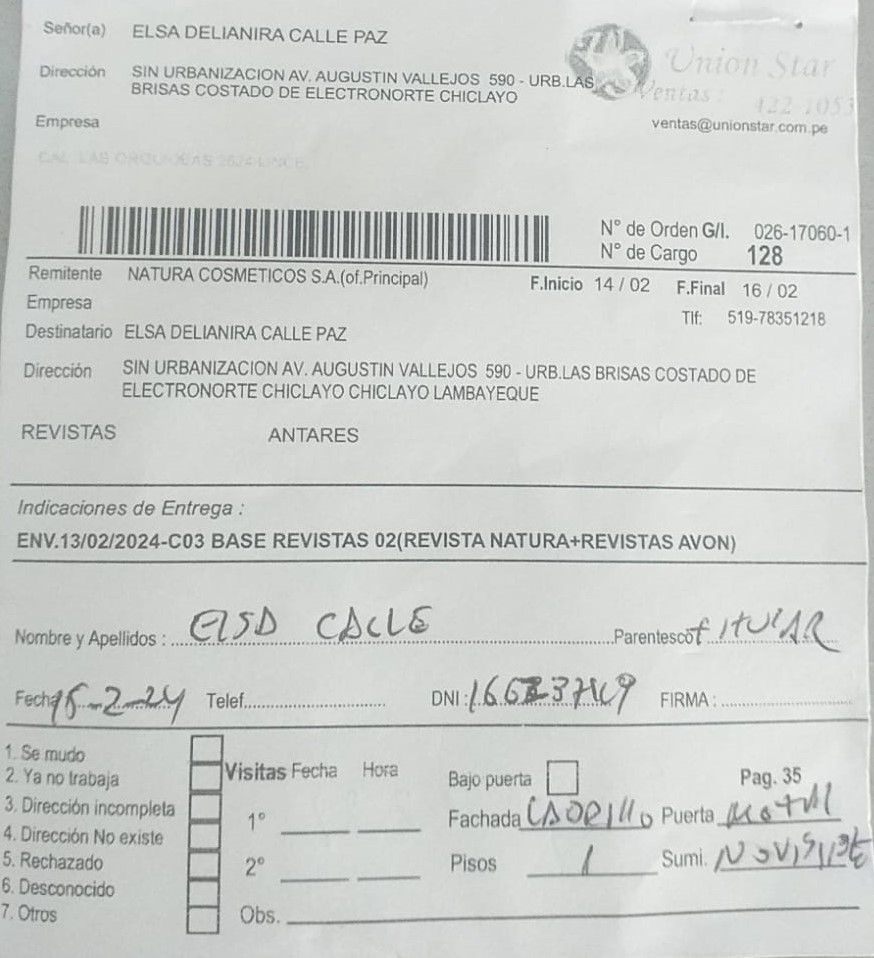 Señor(a) ELSA DELIANIRA CALLE PAZ
Union Star
Dirección SIN URBANIZACION AV. AUGUSTIN VALLEJOS 590 - URB.LAS
BRISAS COSTADO DE ELECTRONORTE CHICLAYO
Ventas: 422-1053
Empresa
ventas@unionstar.com.pe
CAL. LAS ORQUIDEAS 2624 LINCE
N° de Orden G/I. 026-17060-1
N° de Cargo 128
Remitente NATURA COSMETICOS S.A.(of.Principal)
F.Inicio 14 / 02 F.Final 16 / 02
Empresa
Tlf: 519-78351218
Destinatario ELSA DELIANIRA CALLE PAZ
Dirección SIN URBANIZACION AV. AUGUSTIN VALLEJOS 590 - URB.LAS BRISAS COSTADO DE
ELECTRONORTE CHICLAYO CHICLAYO LAMBAYEQUE
REVISTAS ANTARES
Indicaciones de Entrega :
ENV.13/02/2024-C03 BASE REVISTAS 02(REVISTA NATURA+REVISTAS AVON)
Nombre y Apellidos : ElSA CALLE Parentesco TITULAR
Fecha 15-2-24 Telef. DNI : FIRMA :
1. Se mudo
2. Ya no trabaja
3. Dirección incompleta
4. Dirección No existe
5. Rechazado
6. Desconocido
7. Otros
Visitas Fecha Hora
1°
2°
Obs.
Bajo puerta Pag. 35
Fachada LADRILLO Puerta METAL
Pisos 1 Sumi. NO VISIBLE